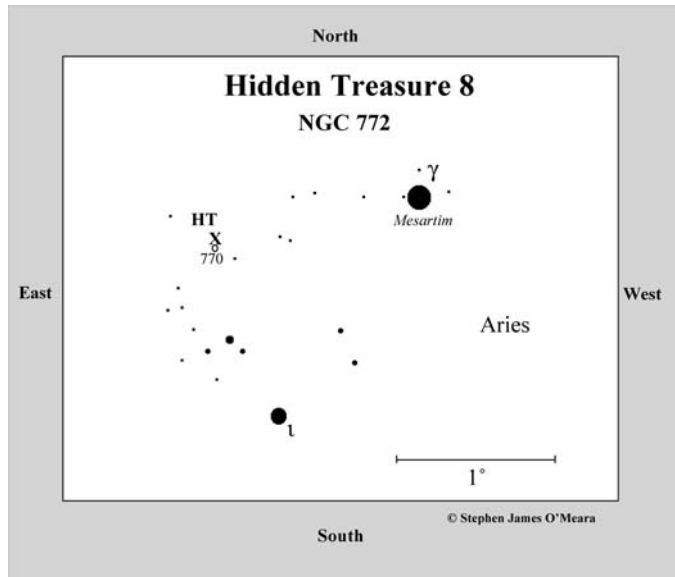 North
Hidden Treasure 8
NGC 772
γ
Mesartim
HT
X
770
East
West
Aries
ι
1°
© Stephen James O'Meara
South